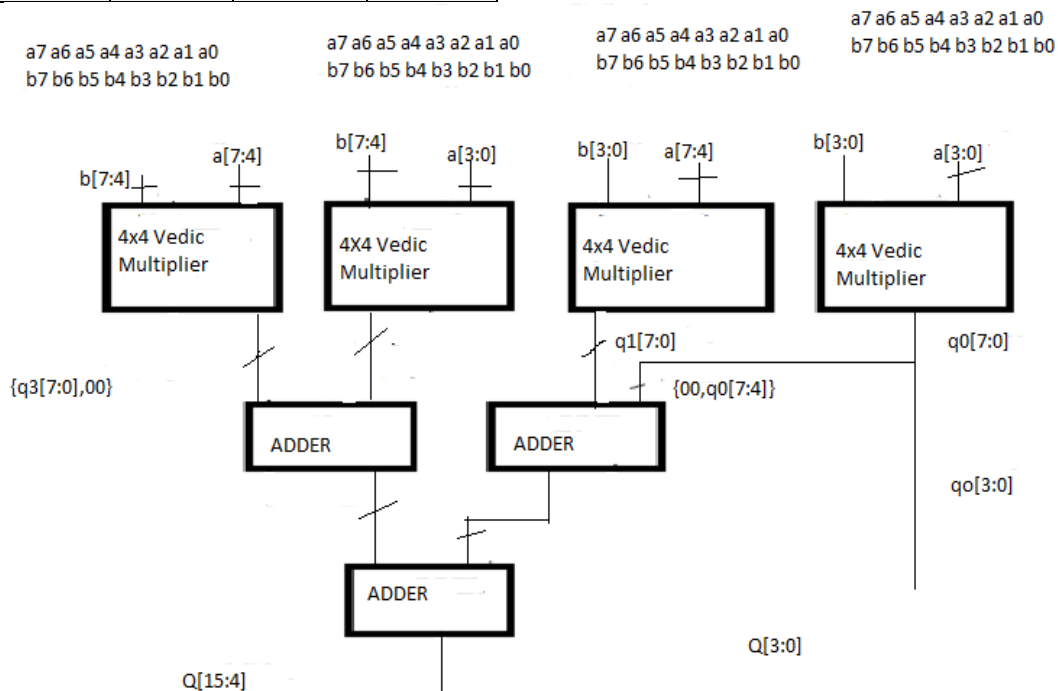 a7 a6 a5 a4 a3 a2 a1 a0
b7 b6 b5 b4 b3 b2 b1 b0
a7 a6 a5 a4 a3 a2 a1 a0
b7 b6 b5 b4 b3 b2 b1 b0
a7 a6 a5 a4 a3 a2 a1 a0
b7 b6 b5 b4 b3 b2 b1 b0
a7 a6 a5 a4 a3 a2 a1 a0
b7 b6 b5 b4 b3 b2 b1 b0
b[7:4]
a[7:4]
b[7:4]
a[3:0]
b[3:0]
a[7:4]
b[3:0]
a[3:0]
4x4 Vedic
Multiplier
4X4 Vedic
Multiplier
4x4 Vedic
Multiplier
4x4 Vedic
Multiplier
q1[7:0]
q0[7:0]
{q3[7:0],00}
{00,q0[7:4]}
ADDER
ADDER
qo[3:0]
ADDER
Q[3:0]
Q[15:4]